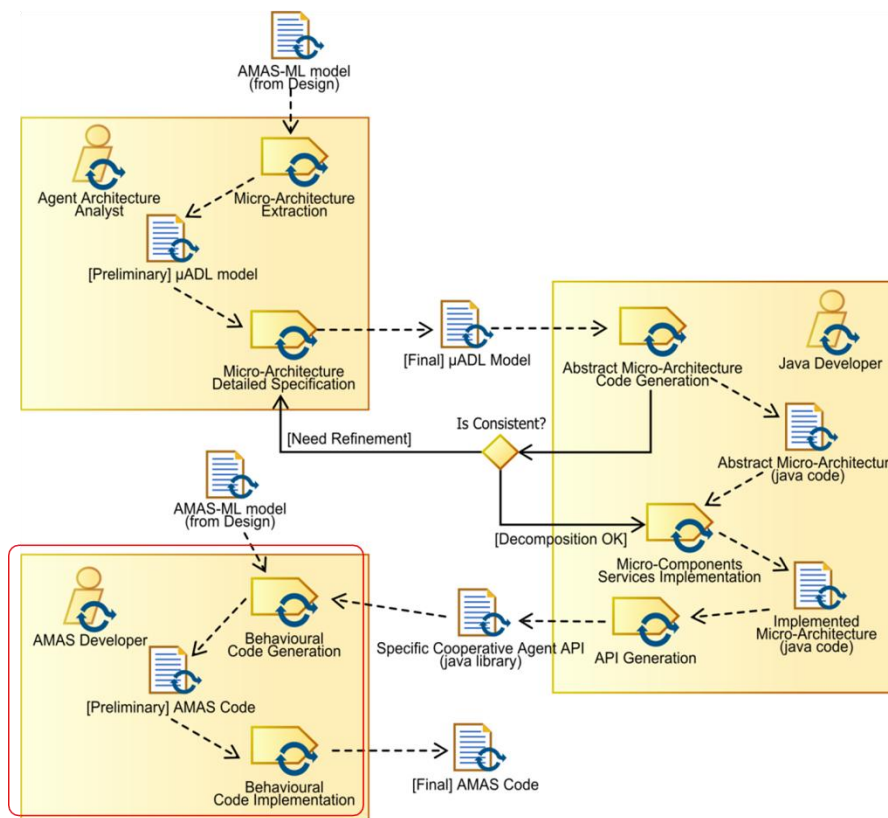 AMAS-ML model
(from Design)
Agent Architecture
Analyst
Micro-Architecture
Extraction
[Preliminary] µADL model
Micro-Architecture
Detailed Specification
[Final] µADL Model
Abstract Micro-Architecture
Code Generation
Java Developer
Is Consistent?
[Need Refinement]
Abstract Micro-Architecture
(java code)
[Decomposition OK]
Micro-Components
Services Implementation
Implemented
Micro-Architecture
(java code)
API Generation
Specific Cooperative Agent API
(java library)
AMAS-ML model
(from Design)
AMAS Developer
Behavioural
Code Generation
[Preliminary] AMAS Code
Behavioural
Code Implementation
[Final] AMAS Code